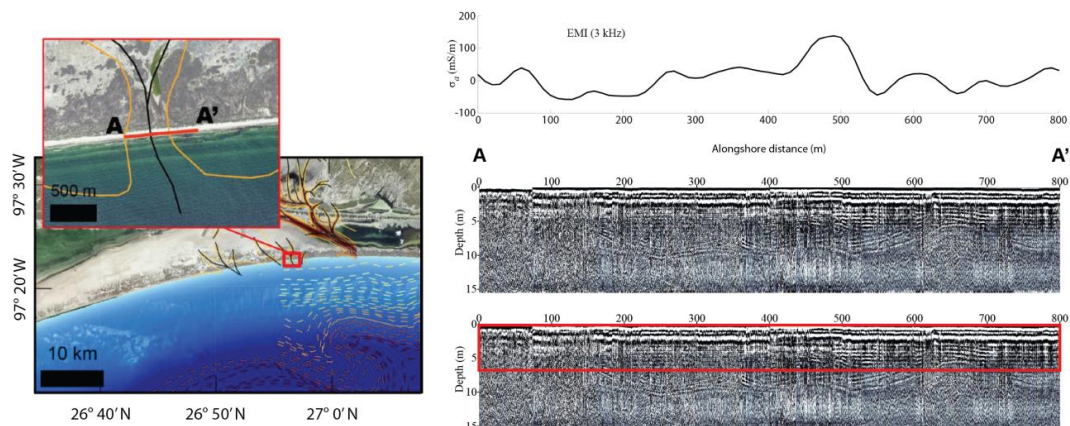 A
A'
500 m
97° 30′ W
97° 20′ W
10 km
26° 40′ N
26° 50′ N
27° 0′ N
200
EMI (3 kHz)
100
0
-100
σa (mS/m)
0 100 200 300 400 500 600 700 800
Alongshore distance (m)
A
A'
0 100 200 300 400 500 600 700 800
0
5
10
15
Depth (m)
0 100 200 300 400 500 600 700 800
0
5
10
15
Depth (m)